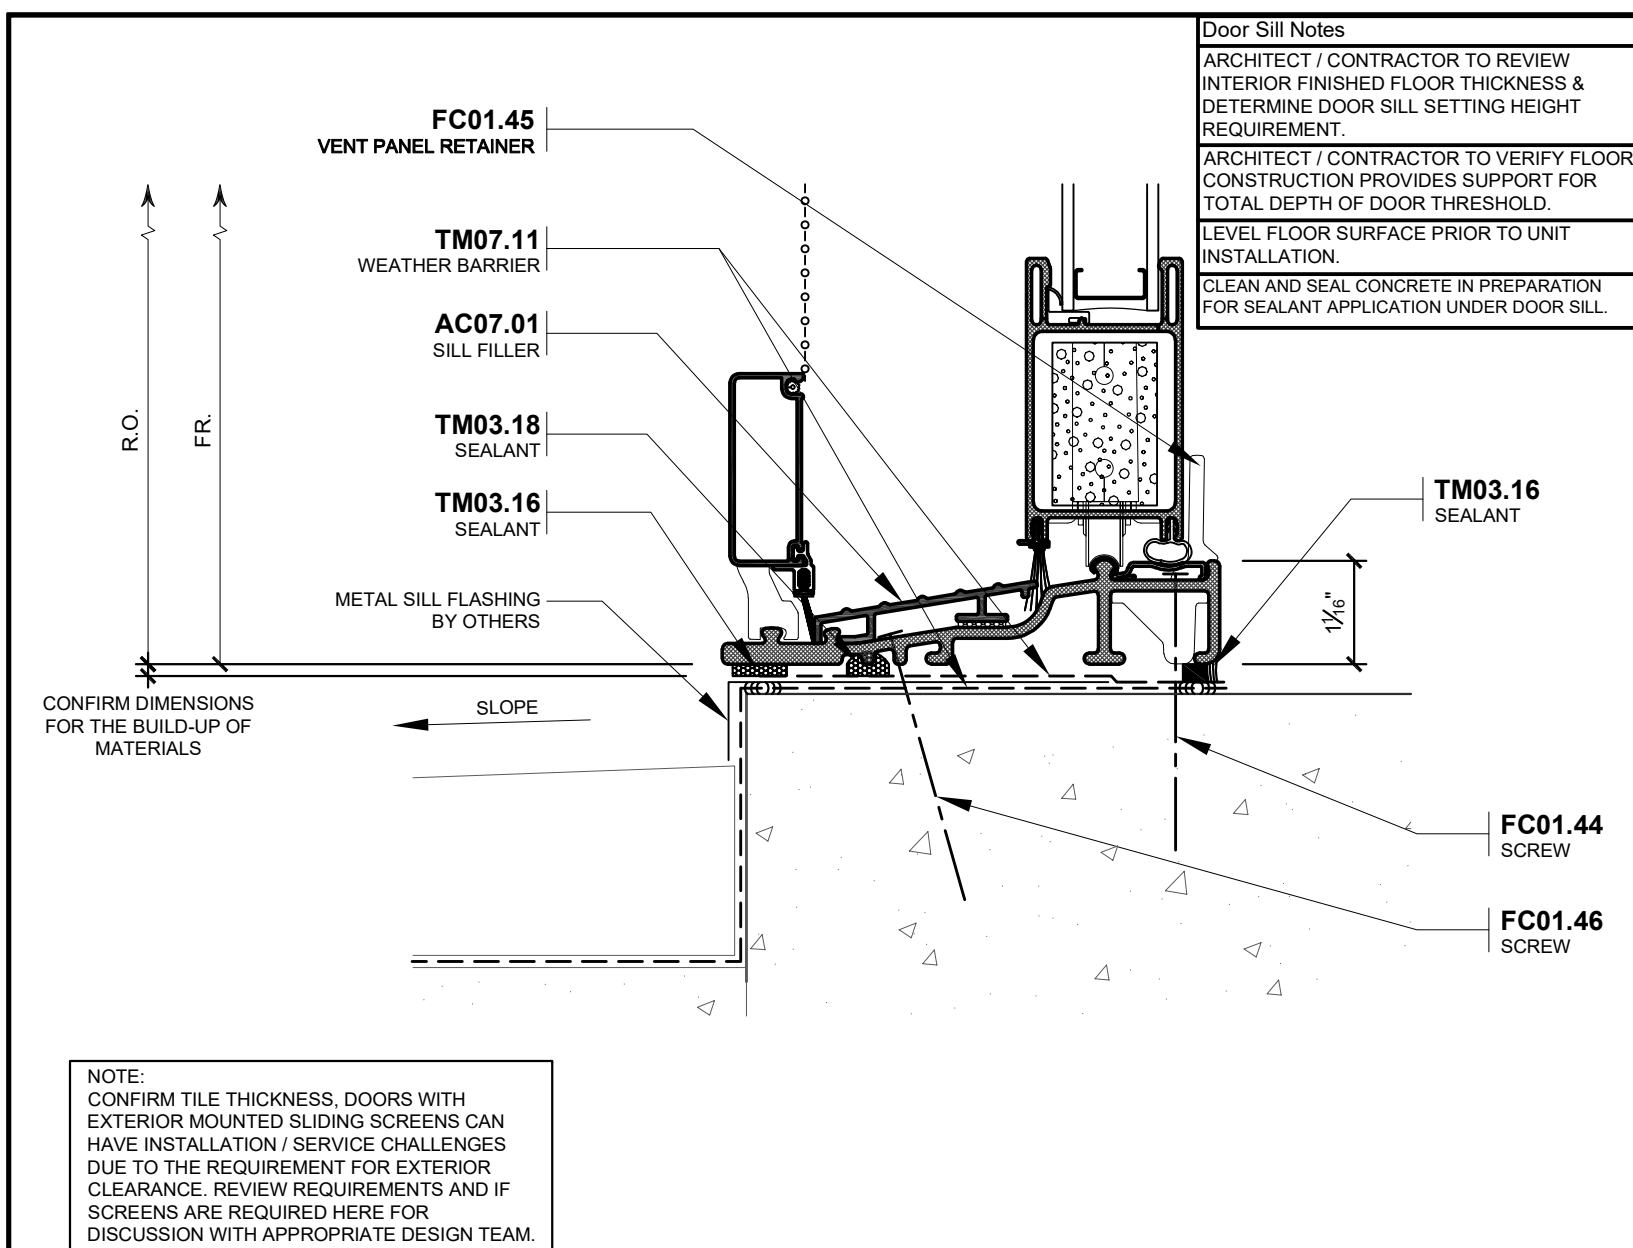 Door Sill Notes
ARCHITECT / CONTRACTOR TO REVIEW
INTERIOR FINISHED FLOOR THICKNESS &
DETERMINE DOOR SILL SETTING HEIGHT
REQUIREMENT.
ARCHITECT / CONTRACTOR TO VERIFY FLOOR
CONSTRUCTION PROVIDES SUPPORT FOR
TOTAL DEPTH OF DOOR THRESHOLD.
LEVEL FLOOR SURFACE PRIOR TO UNIT
INSTALLATION.
CLEAN AND SEAL CONCRETE IN PREPARATION
FOR SEALANT APPLICATION UNDER DOOR SILL.
FC01.45
VENT PANEL RETAINER
TM07.11
WEATHER BARRIER
AC07.01
SILL FILLER
TM03.18
SEALANT
TM03.16
SEALANT
METAL SILL FLASHING
BY OTHERS
R.O.
FR.
TM03.16
SEALANT
1 1/16"
CONFIRM DIMENSIONS
FOR THE BUILD-UP OF
MATERIALS
SLOPE
FC01.44
SCREW
FC01.46
SCREW
NOTE:
CONFIRM TILE THICKNESS, DOORS WITH
EXTERIOR MOUNTED SLIDING SCREENS CAN
HAVE INSTALLATION / SERVICE CHALLENGES
DUE TO THE REQUIREMENT FOR EXTERIOR
CLEARANCE. REVIEW REQUIREMENTS AND IF
SCREENS ARE REQUIRED HERE FOR
DISCUSSION WITH APPROPRIATE DESIGN TEAM.